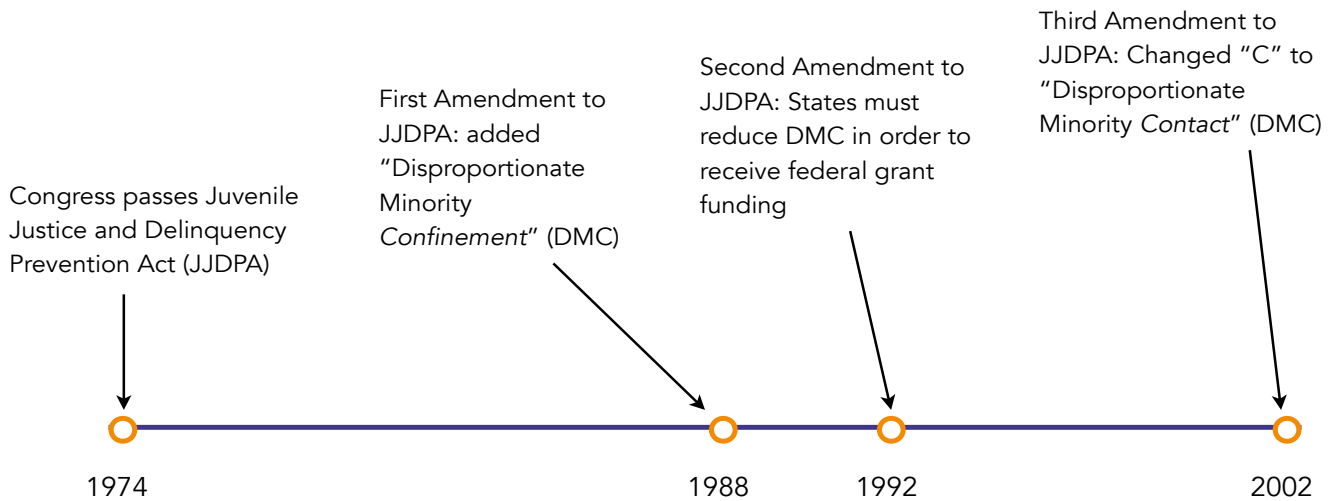 Congress passes Juvenile
Justice and Delinquency
Prevention Act (JJDPA)
First Amendment to
JJDPA: added
“Disproportionate
Minority
Confinement” (DMC)
Second Amendment to
JJDPA: States must
reduce DMC in order to
receive federal grant
funding
Third Amendment to
JJDPA: Changed “C” to
“Disproportionate
Minority Contact” (DMC)
1974
1988
1992
2002